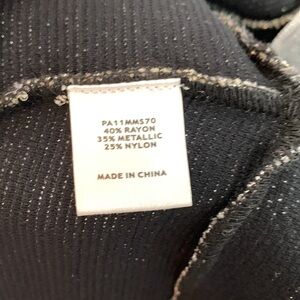 PA11MMS70
40% RAYON
35% METALLIC
25% NYLON
MADE IN CHINA